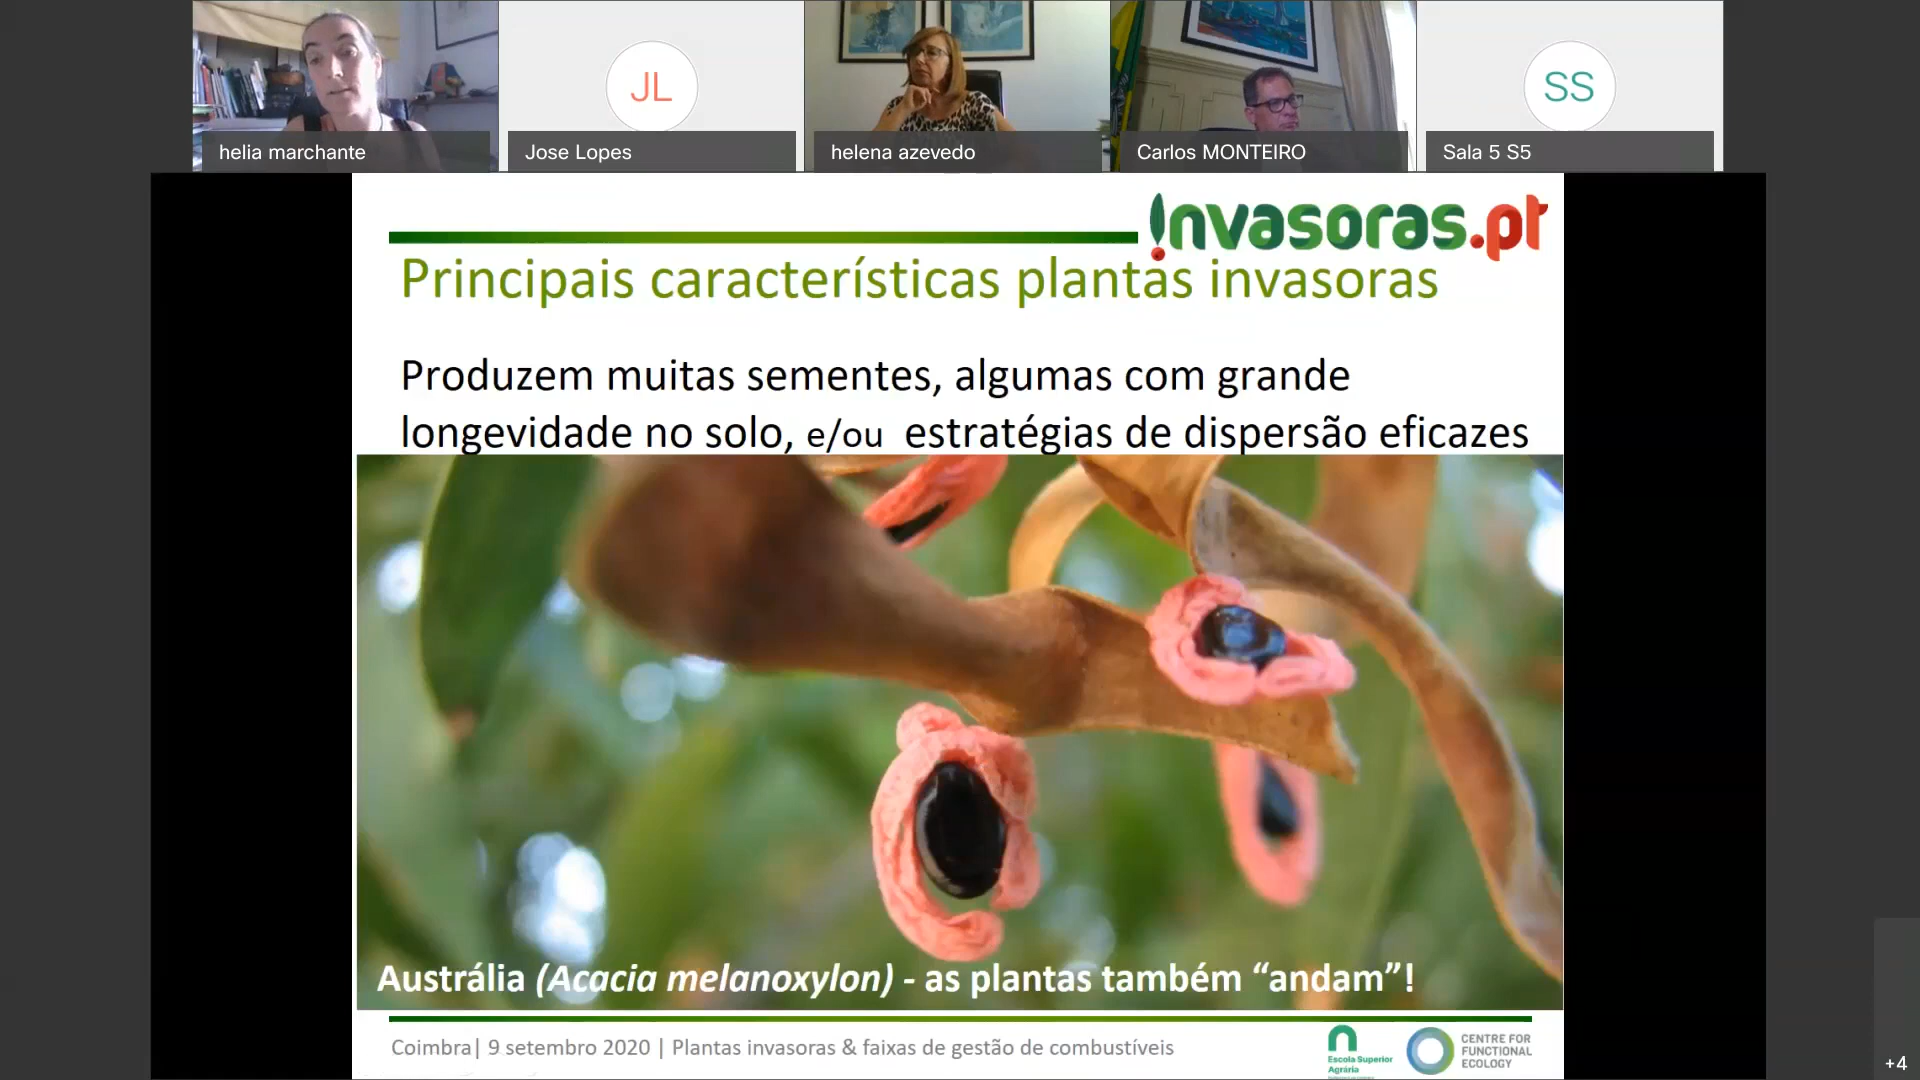 helia marchante
JL
Jose Lopes
helena azevedo
Carlos MONTEIRO
SS
Sala 5 S5
invasoras.pt
Principais características plantas invasoras
Produzem muitas sementes, algumas com grande
longevidade no solo, e/ou estratégias de dispersão eficazes
Austrália (Acacia melanoxylon) - as plantas também “andam”!
Coimbra| 9 setembro 2020 | Plantas invasoras & faixas de gestão de combustíveis
Escola Superior
Agrária
CENTRE FOR
FUNCTIONAL
ECOLOGY
+4